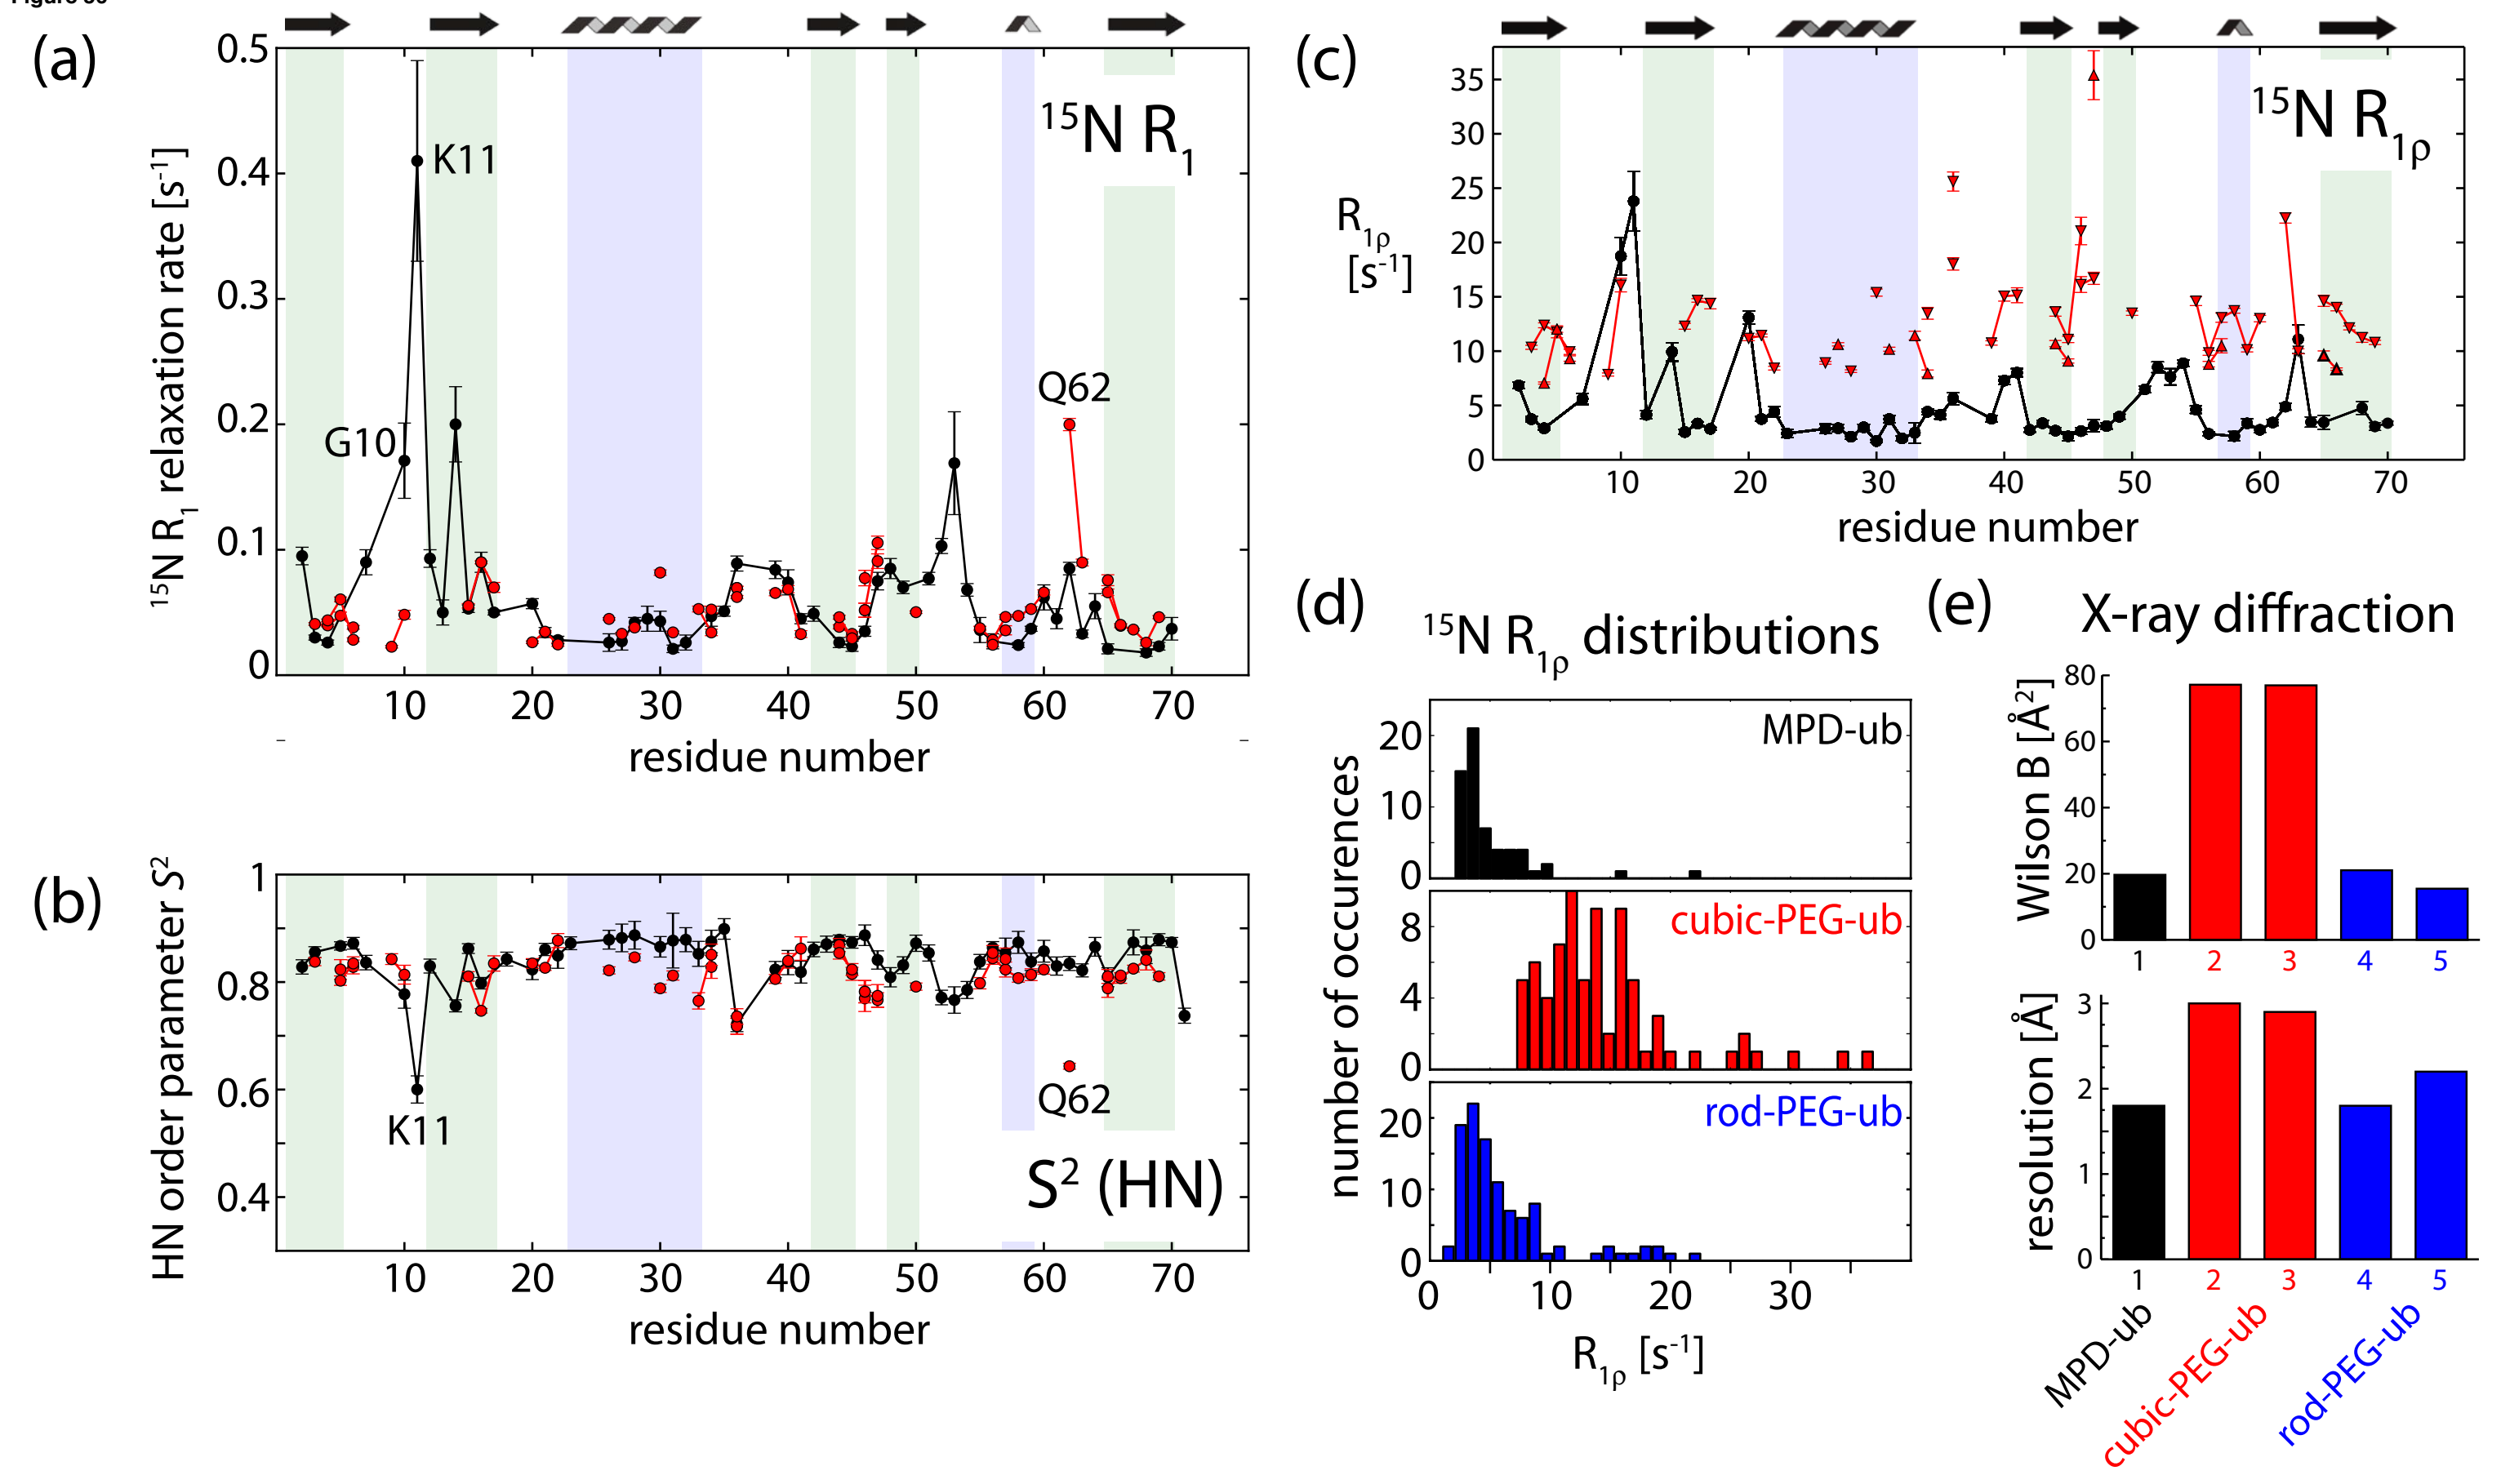 (a)
0.5
0.4
0.3
0.2
0.1
0
15N R1 relaxation rate [s-1]
15N R1
K11
G10
Q62
10 20 30 40 50 60 70
residue number
(b)
1
0.8
0.6
0.4
HN order parameter S2
K11
Q62
S2 (HN)
10 20 30 40 50 60 70
residue number
(c)
35
30
25
20
15
10
5
0
R1ρ
[s-1]
15N R1ρ
10 20 30 40 50 60 70
residue number
(d)
15N R1ρ distributions
number of occurences
MPD-ub
20
10
0
cubic-PEG-ub
8
4
0
rod-PEG-ub
20
10
0
0 10 20 30
R1ρ [s-1]
(e)
X-ray diffraction
Wilson B [Å2]
80
60
40
20
0
1 2 3 4 5
resolution [Å]
3
2
1
0
1 2 3 4 5
MPD-ub
cubic-PEG-ub
rod-PEG-ub